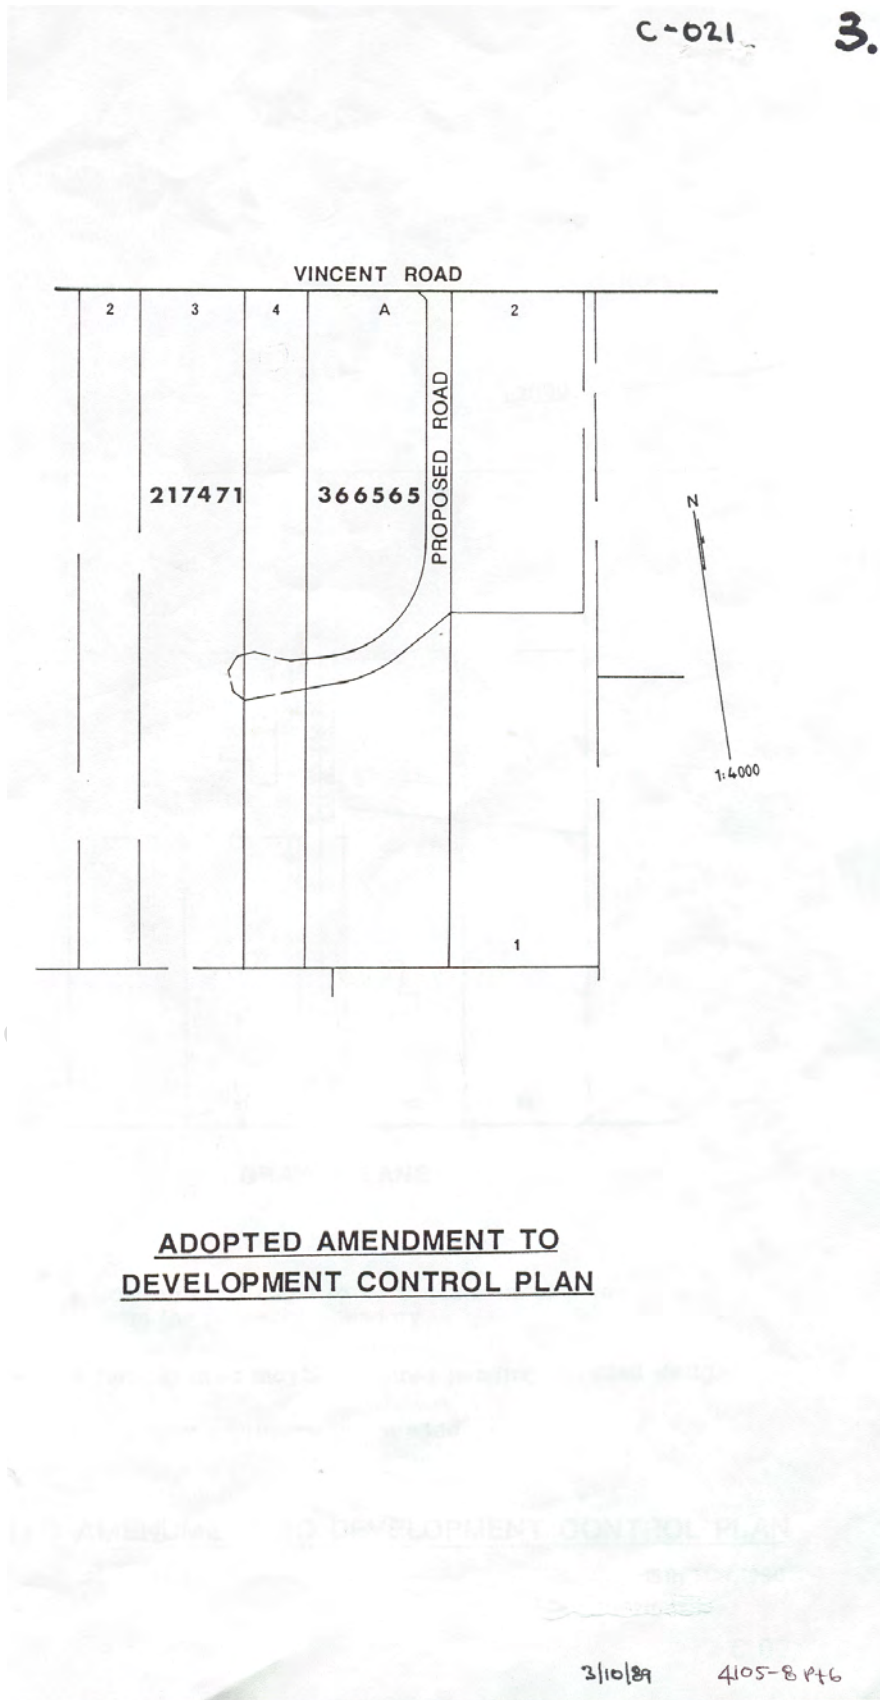 C-021 3.
VINCENT ROAD
2 3 4 A 2
PROPOSED ROAD
217471 366565
N
1:4000
1
ADOPTED AMENDMENT TO
DEVELOPMENT CONTROL PLAN
3/10/89 4105-8 Pt6